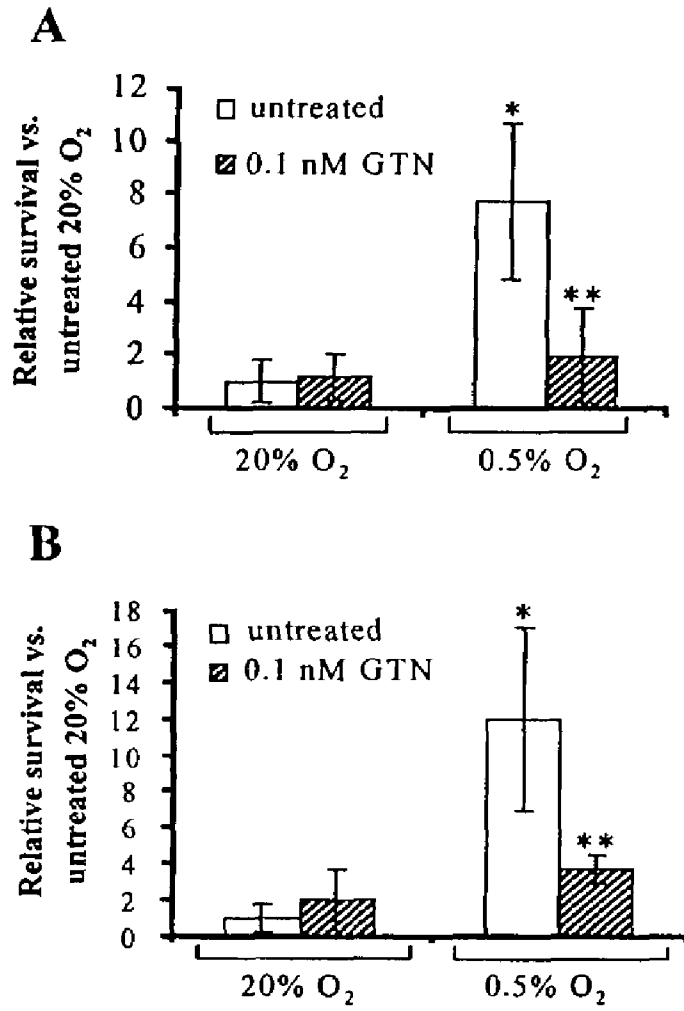 A
Relative survival vs.
untreated 20% O₂
12
10
8
6
4
2
0
untreated
0.1 nM GTN
*
**
20% O₂
0.5% O₂
B
Relative survival vs.
untreated 20% O₂
18
16
14
12
10
8
6
4
2
0
untreated
0.1 nM GTN
*
**
20% O₂
0.5% O₂